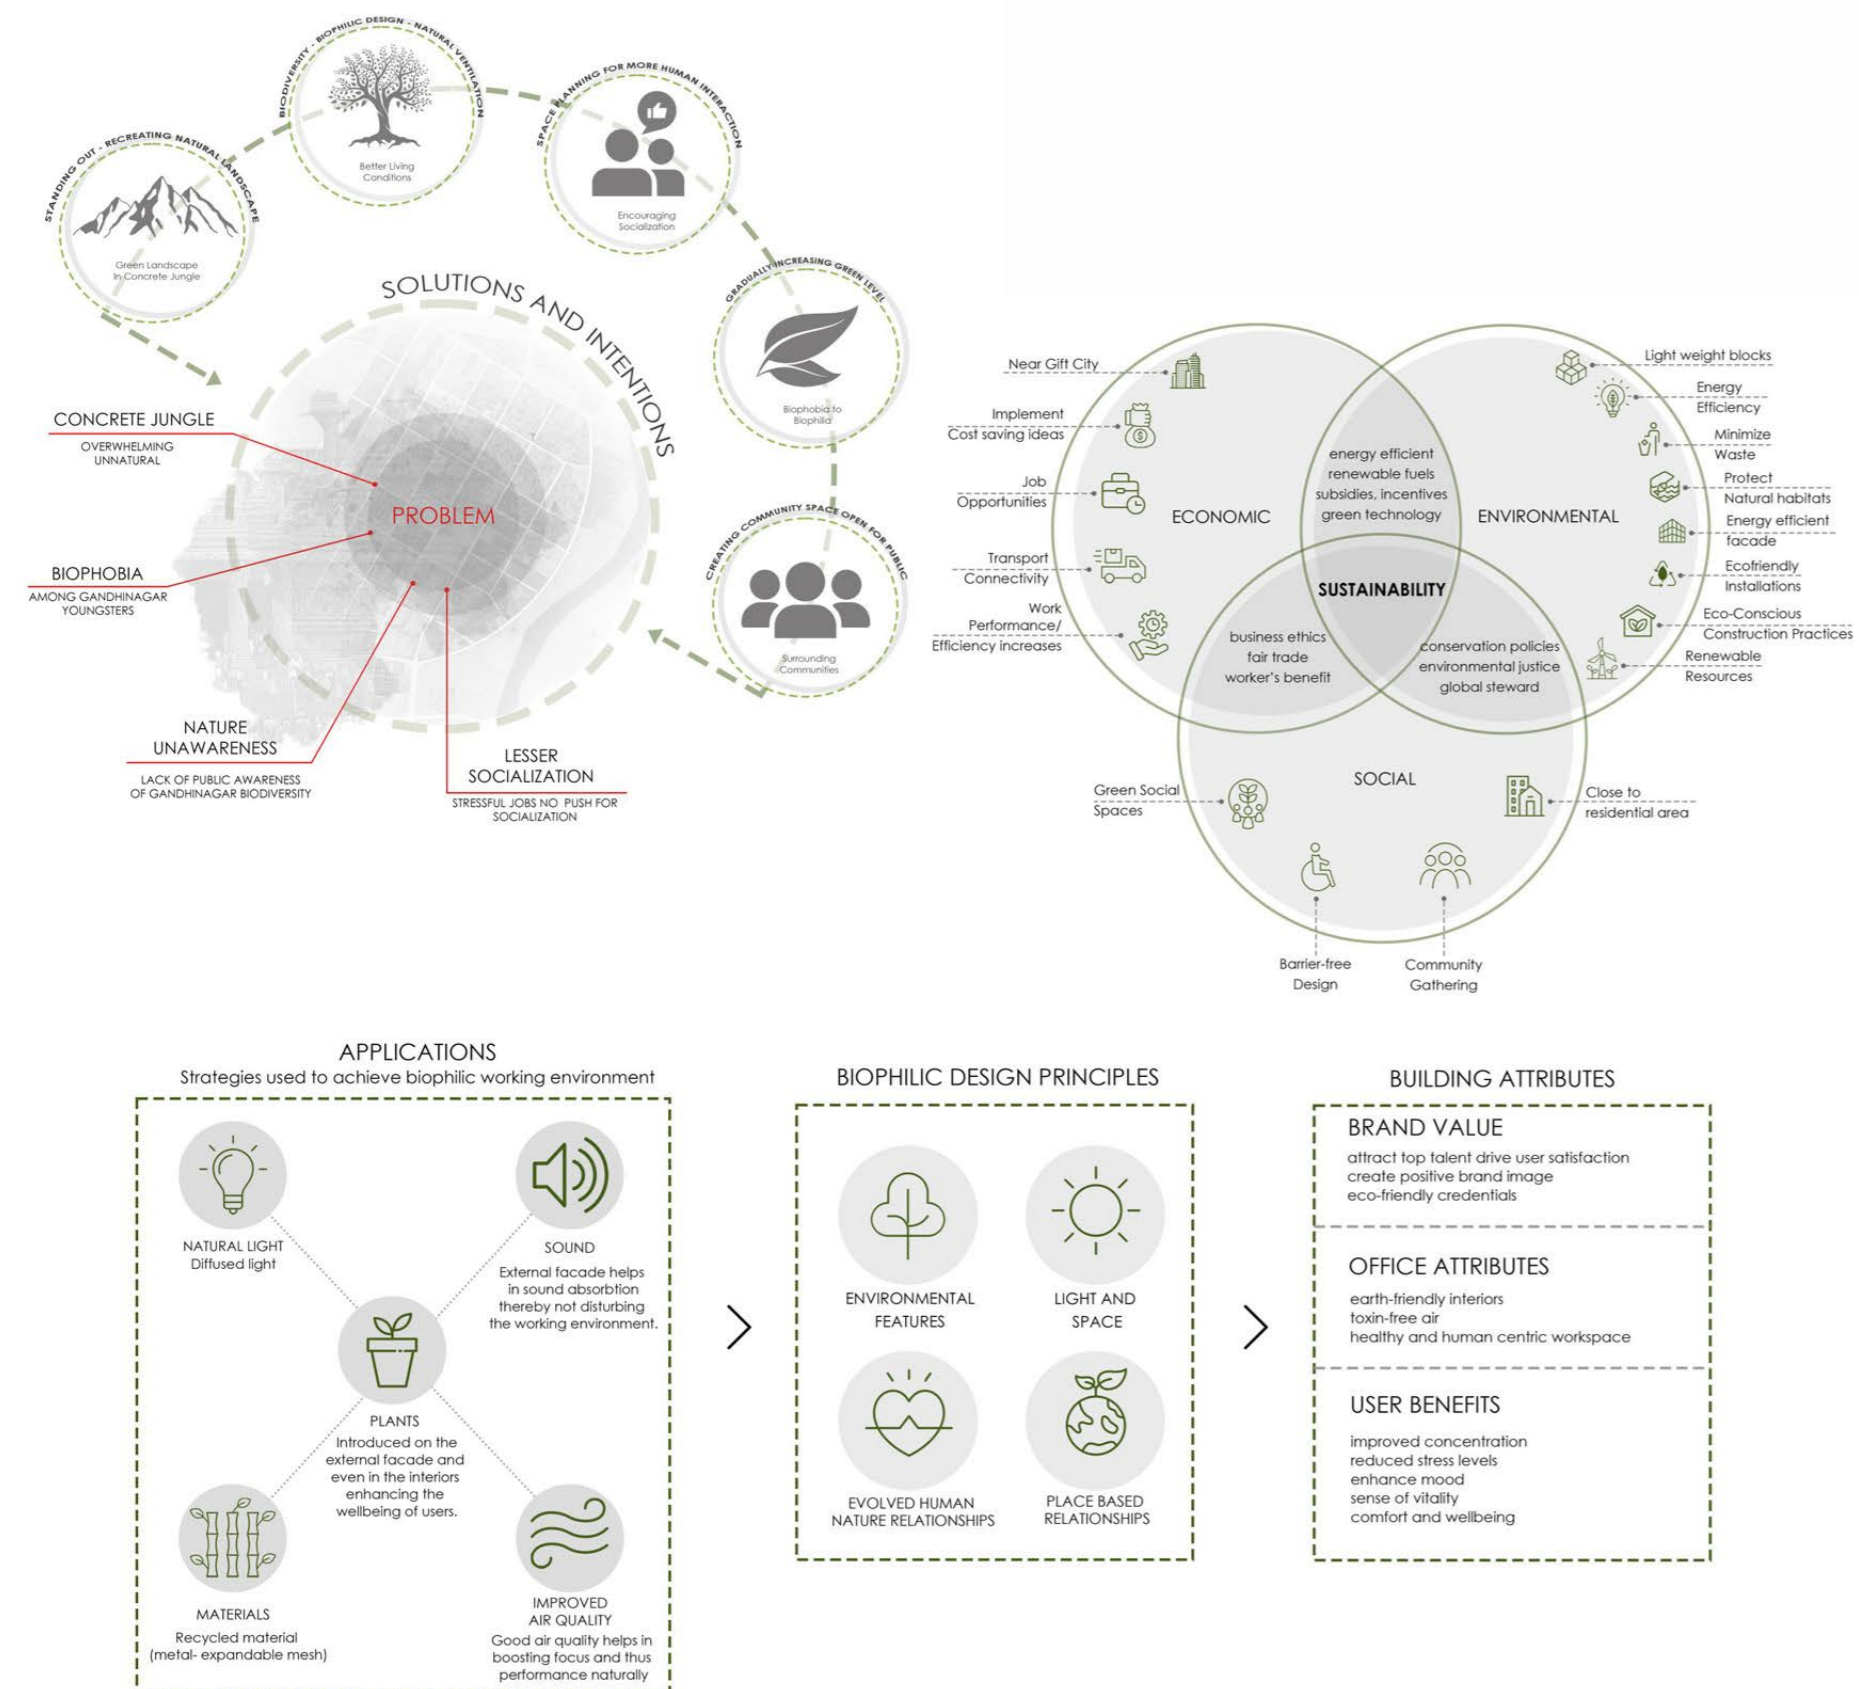 STANDING OUT - RECREATING NATURAL LANDSCAPE
Green Landscape
In Concrete Jungle
BIODIVERSITY - BIOPHILIC DESIGN - NATURAL VENTILATION
Better Living
Conditions
SPACE PLANNING FOR MORE HUMAN INTERACTION
Encouraging
Socialization
GRADUALLY INCREASING GREEN LEVEL
Biophobia to
Biophilia
CREATING COMMUNITY SPACE OPEN FOR PUBLIC
Surrounding
Communities
SOLUTIONS AND INTENTIONS
PROBLEM
CONCRETE JUNGLE
OVERWHELMING
UNNATURAL
BIOPHOBIA
AMONG GANDHINAGAR
YOUNGSTERS
NATURE
UNAWARENESS
LACK OF PUBLIC AWARENESS
OF GANDHINAGAR BIODIVERSITY
LESSER
SOCIALIZATION
STRESSFUL JOBS NO PUSH FOR
SOCIALIZATION
Near Gift City
Implement
Cost saving ideas
Job
Opportunities
Transport
Connectivity
Work
Performance/
Efficiency increases
ECONOMIC
energy efficient
renewable fuels
subsidies, incentives
green technology
ENVIRONMENTAL
SUSTAINABILITY
business ethics
fair trade
worker's benefit
conservation policies
environmental justice
global steward
Light weight blocks
Energy
Efficiency
Minimize
Waste
Protect
Natural habitats
Energy efficient
facade
Ecofriendly
Installations
Eco-Conscious
Construction Practices
Renewable
Resources
SOCIAL
Green Social
Spaces
Close to
residential area
Barrier-free
Design
Community
Gathering
APPLICATIONS
Strategies used to achieve biophilic working environment
NATURAL LIGHT
Diffused light
SOUND
External facade helps
in sound absorbtion
thereby not disturbing
the working environment.
PLANTS
Introduced on the
external facade and
even in the interiors
enhancing the
wellbeing of users.
MATERIALS
Recycled material
(metal- expandable mesh)
IMPROVED
AIR QUALITY
Good air quality helps in
boosting focus and thus
performance naturally
BIOPHILIC DESIGN PRINCIPLES
ENVIRONMENTAL
FEATURES
LIGHT AND
SPACE
EVOLVED HUMAN
NATURE RELATIONSHIPS
PLACE BASED
RELATIONSHIPS
BUILDING ATTRIBUTES
BRAND VALUE
attract top talent drive user satisfaction
create positive brand image
eco-friendly credentials
OFFICE ATTRIBUTES
earth-friendly interiors
toxin-free air
healthy and human centric workspace
USER BENEFITS
improved concentration
reduced stress levels
enhance mood
sense of vitality
comfort and wellbeing